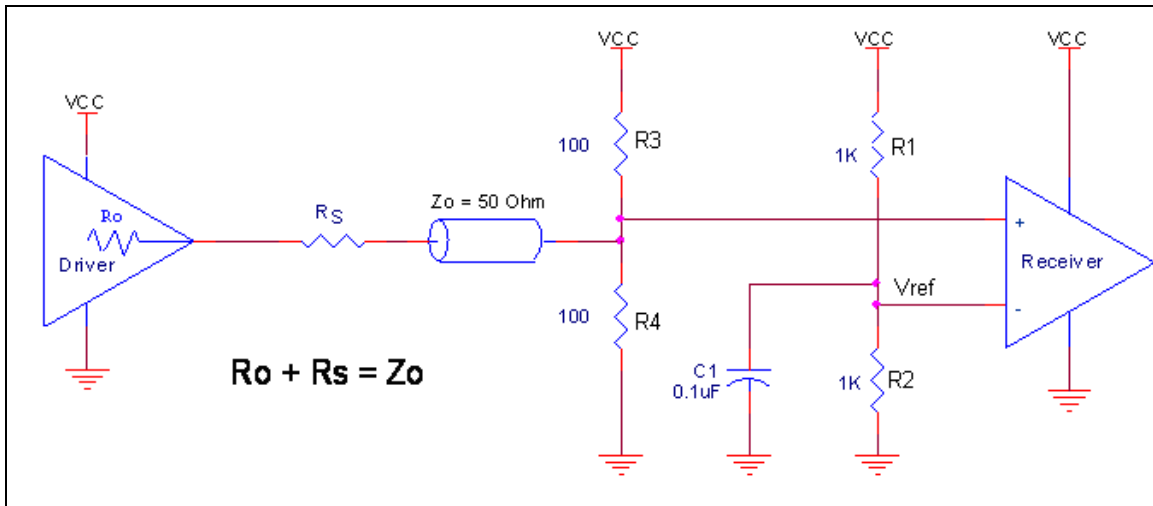 VCC
Ro
Driver
RS
Zo = 50 Ohm
VCC
100
R3
100
R4
VCC
1K
R1
Vref
C1
0.1uF
1K
R2
VCC
+
Receiver
-
Ro + Rs = Zo